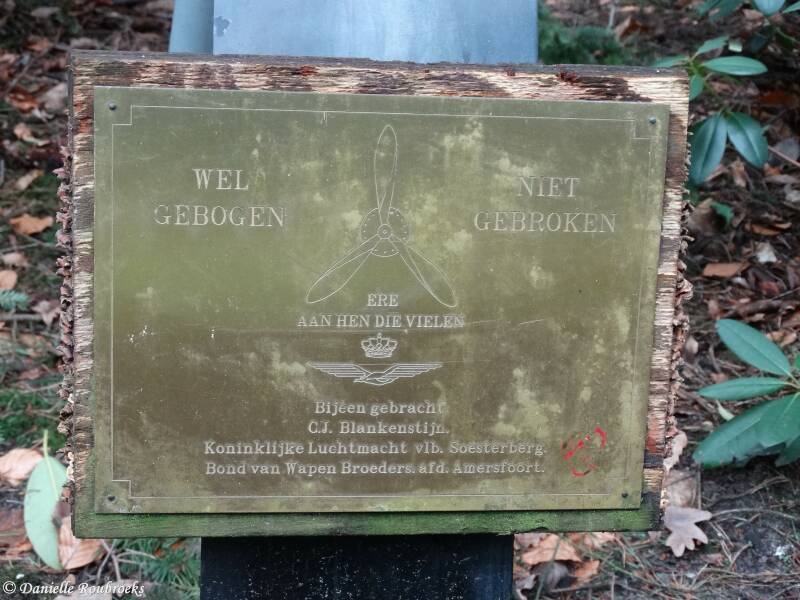 WEL
GEBOGEN
NIET
GEBROKEN
ERE
AAN HEN DIE VIELEN
Bijeen gebracht.
C.J. Blankenstijn.
Koninklijke Luchtmacht vlb. Soesterberg.
Bond van Wapen Broeders. afd. Amersfoort.
© Danielle Roubroeks